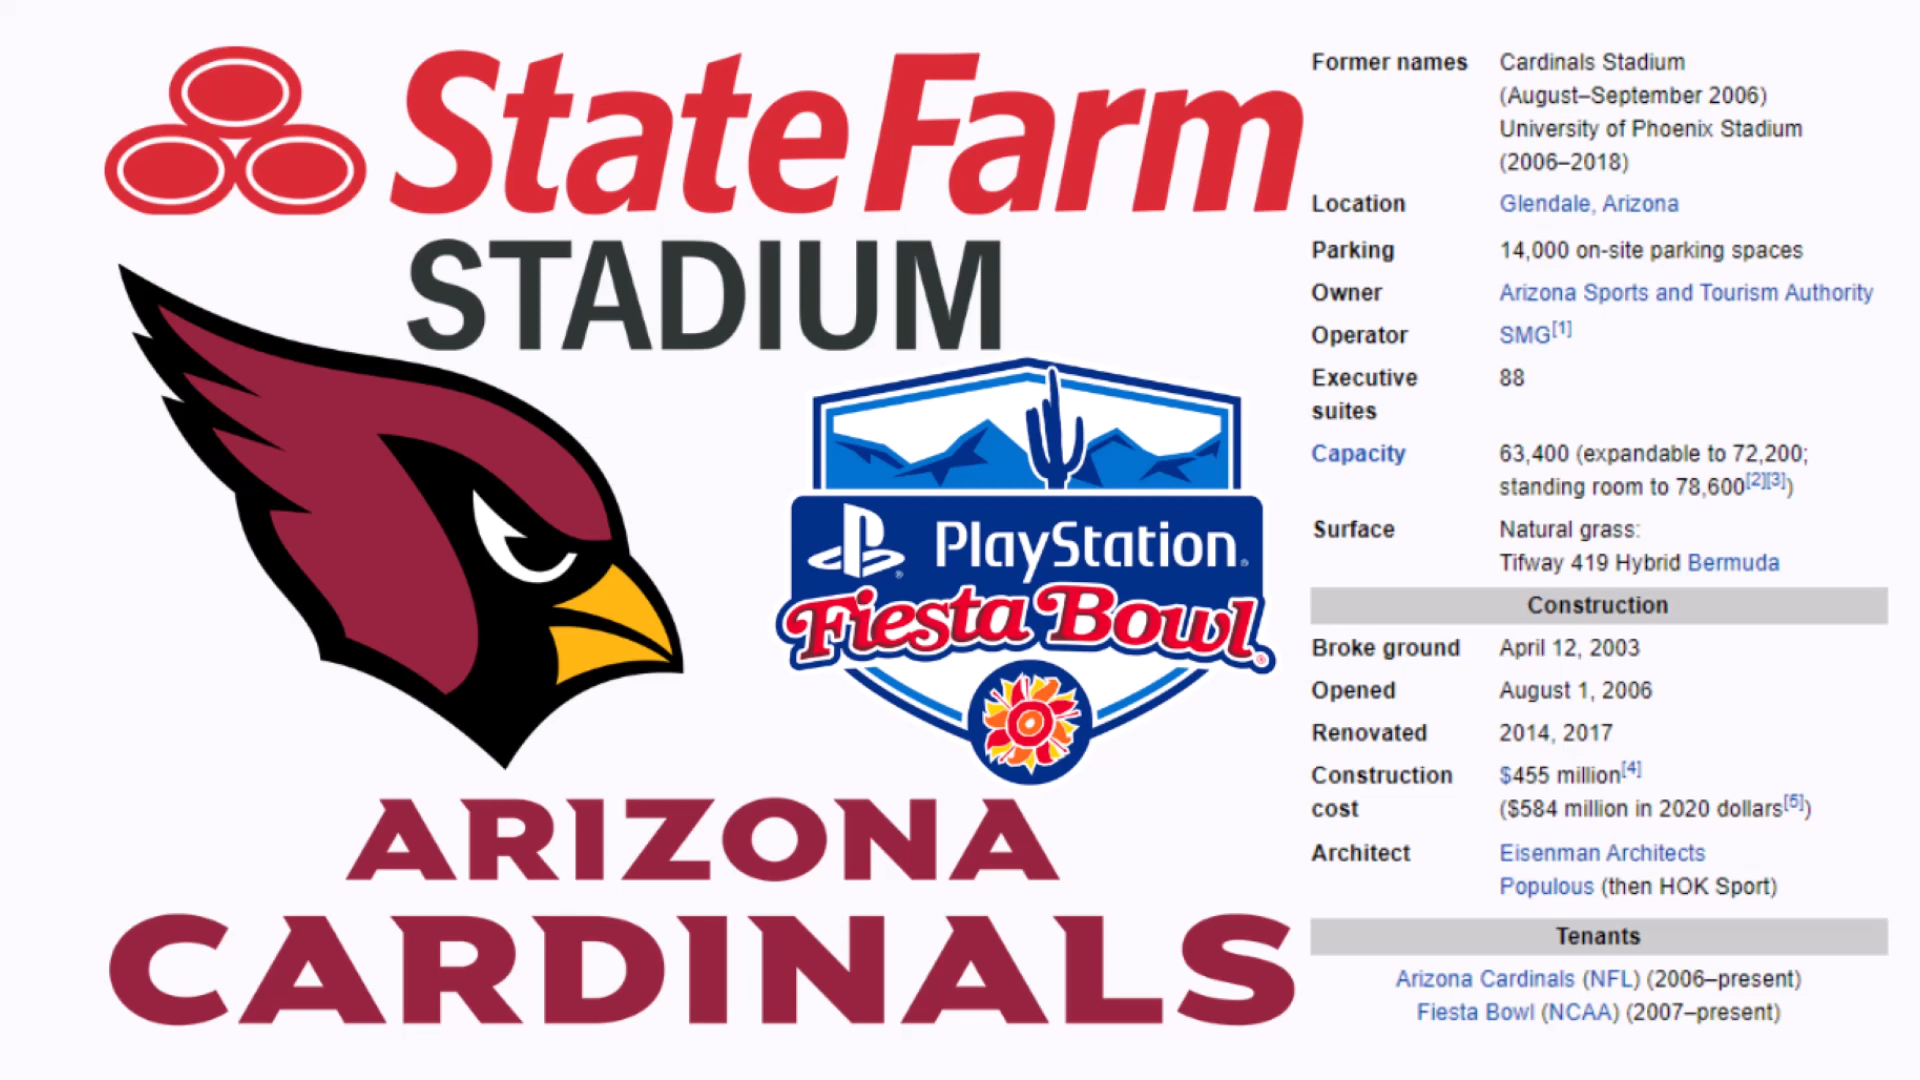 State Farm
STADIUM
PlayStation®
Fiesta Bowl®
ARIZONA
CARDINALS
Former names Cardinals Stadium
(August–September 2006)
University of Phoenix Stadium
(2006–2018)
Location Glendale, Arizona
Parking 14,000 on-site parking spaces
Owner Arizona Sports and Tourism Authority
Operator SMG[1]
Executive 88
suites
Capacity 63,400 (expandable to 72,200;
standing room to 78,600[2][3])
Surface Natural grass:
Tifway 419 Hybrid Bermuda
Construction
Broke ground April 12, 2003
Opened August 1, 2006
Renovated 2014, 2017
Construction $455 million[4]
cost ($584 million in 2020 dollars[5])
Architect Eisenman Architects
Populous (then HOK Sport)
Tenants
Arizona Cardinals (NFL) (2006–present)
Fiesta Bowl (NCAA) (2007–present)